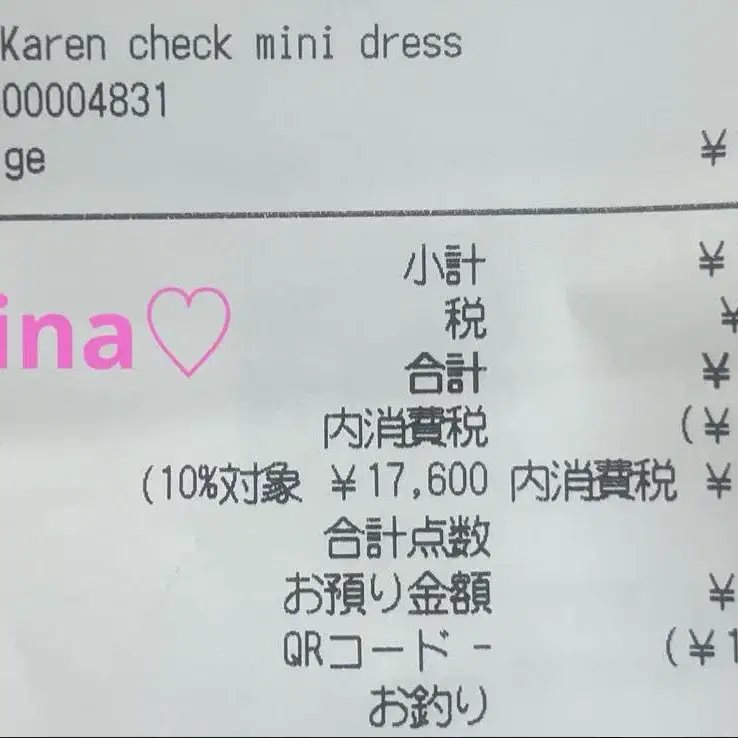 Karen check mini dress
00004831
ge ¥
小計 ¥
税 ¥
ina♡
合計 ¥
内消費税 (¥
(10%対象 ¥17,600 内消費税 ¥
合計点数
お預り金額 ¥
QRコード - (¥1
お釣り